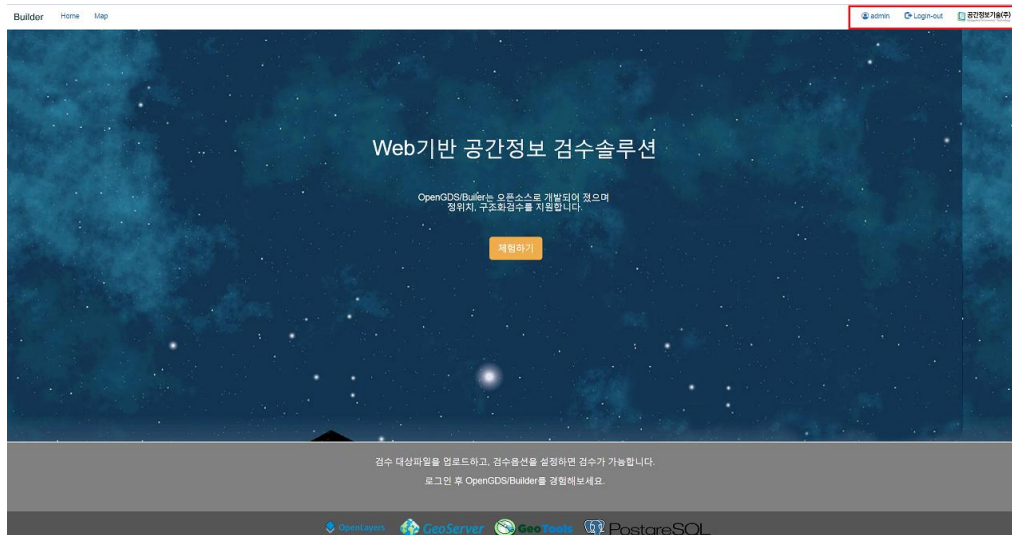 Builder Home Map admin Login-out 공간정보기술(주)
Web기반 공간정보 검수솔루션
OpenGDS/Builer는 오픈소스로 개발되어 졌으며
정위치, 구조화검수를 지원합니다.
체험하기
검수 대상파일을 업로드하고, 검수옵션을 설정하면 검수가 가능합니다.
로그인 후 OpenGDS/Builder를 경험해보세요.
OpenLayers GeoServer GeoTools PostgreSQL